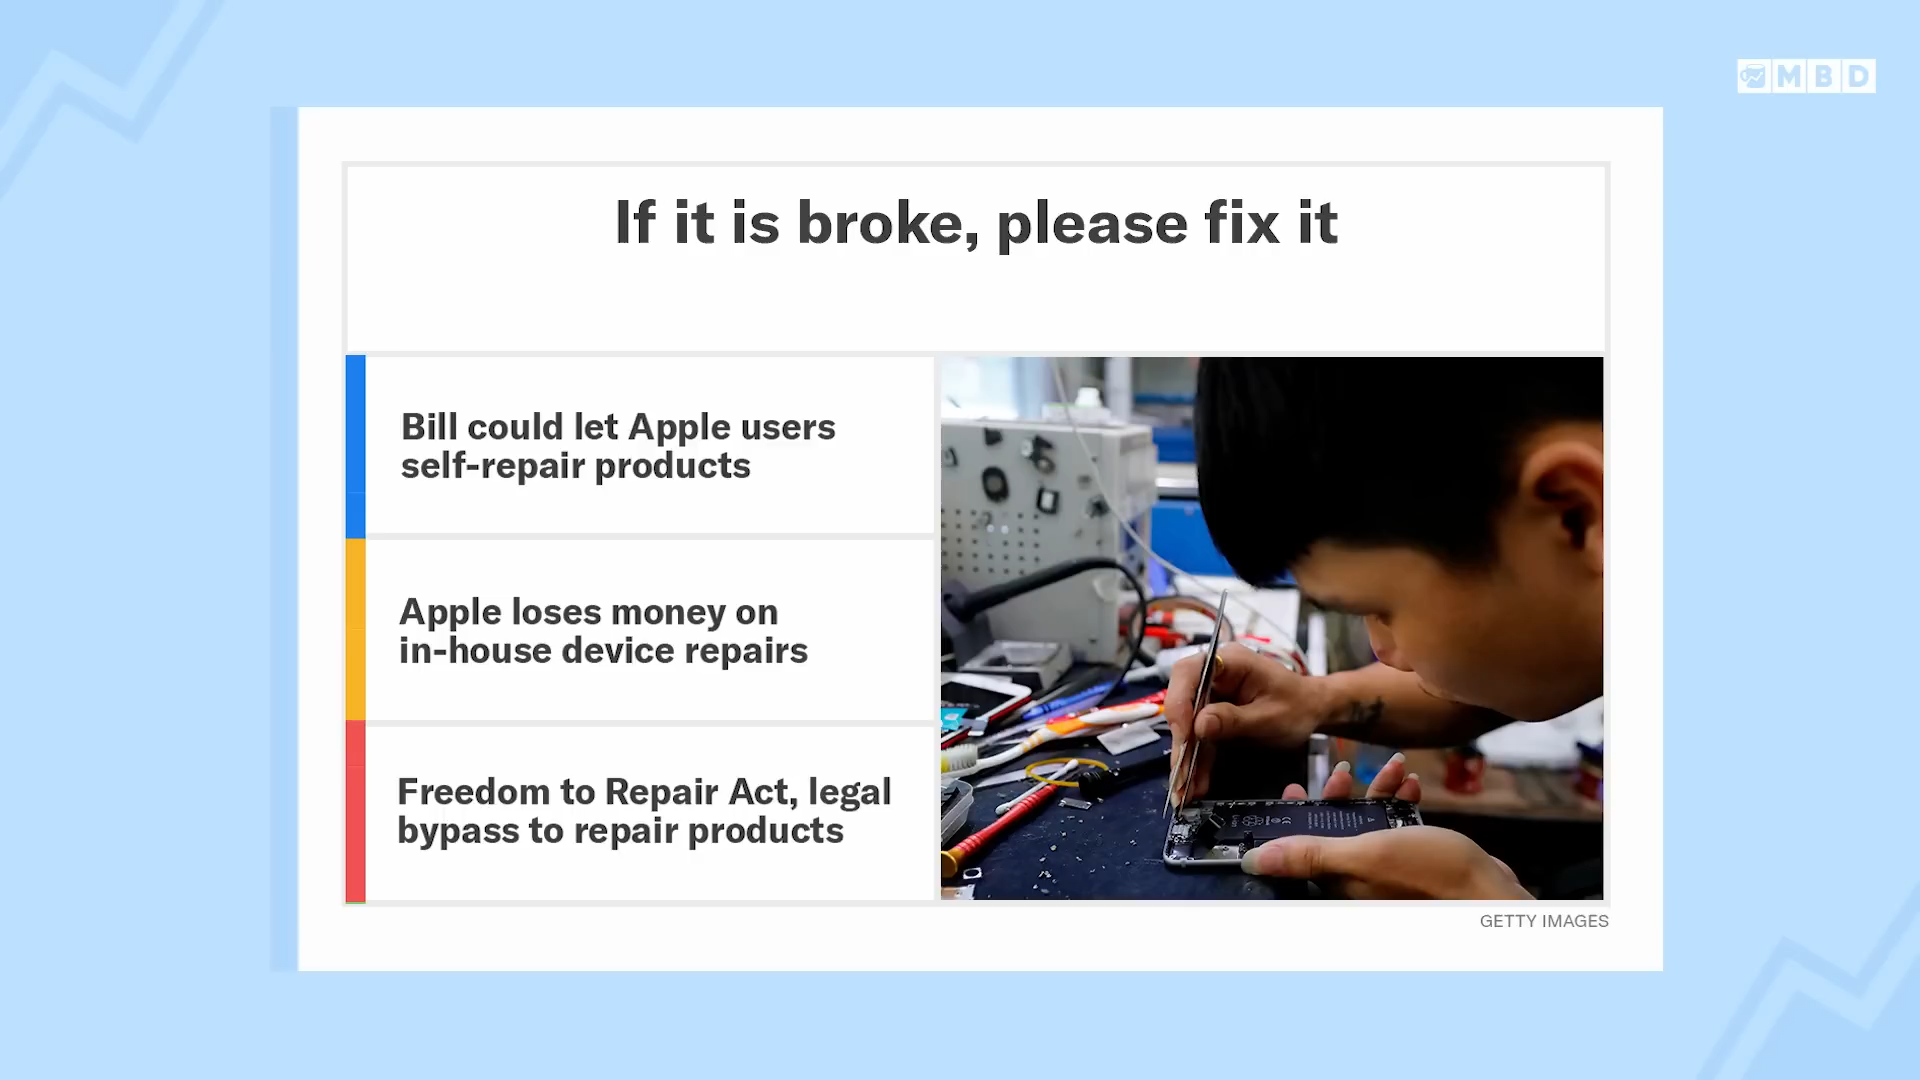 MBD
If it is broke, please fix it
Bill could let Apple users
self-repair products
Apple loses money on
in-house device repairs
Freedom to Repair Act, legal
bypass to repair products
GETTY IMAGES